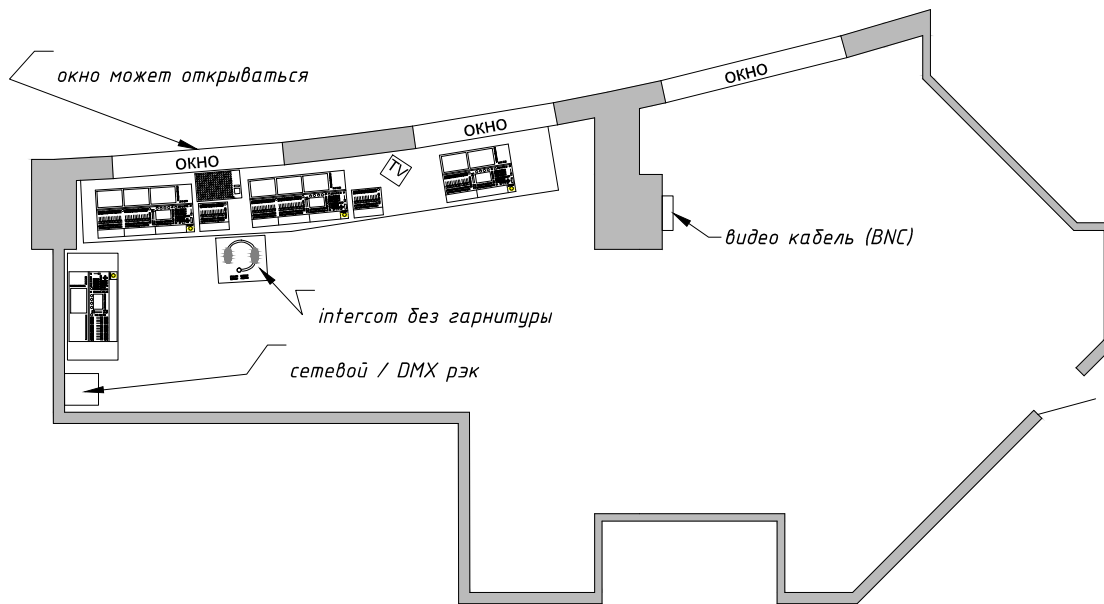 окно может открываться
ОКНО
ОКНО
ОКНО
TV
видео кабель (BNC)
intercom без гарнитуры
сетевой / DMX рэк